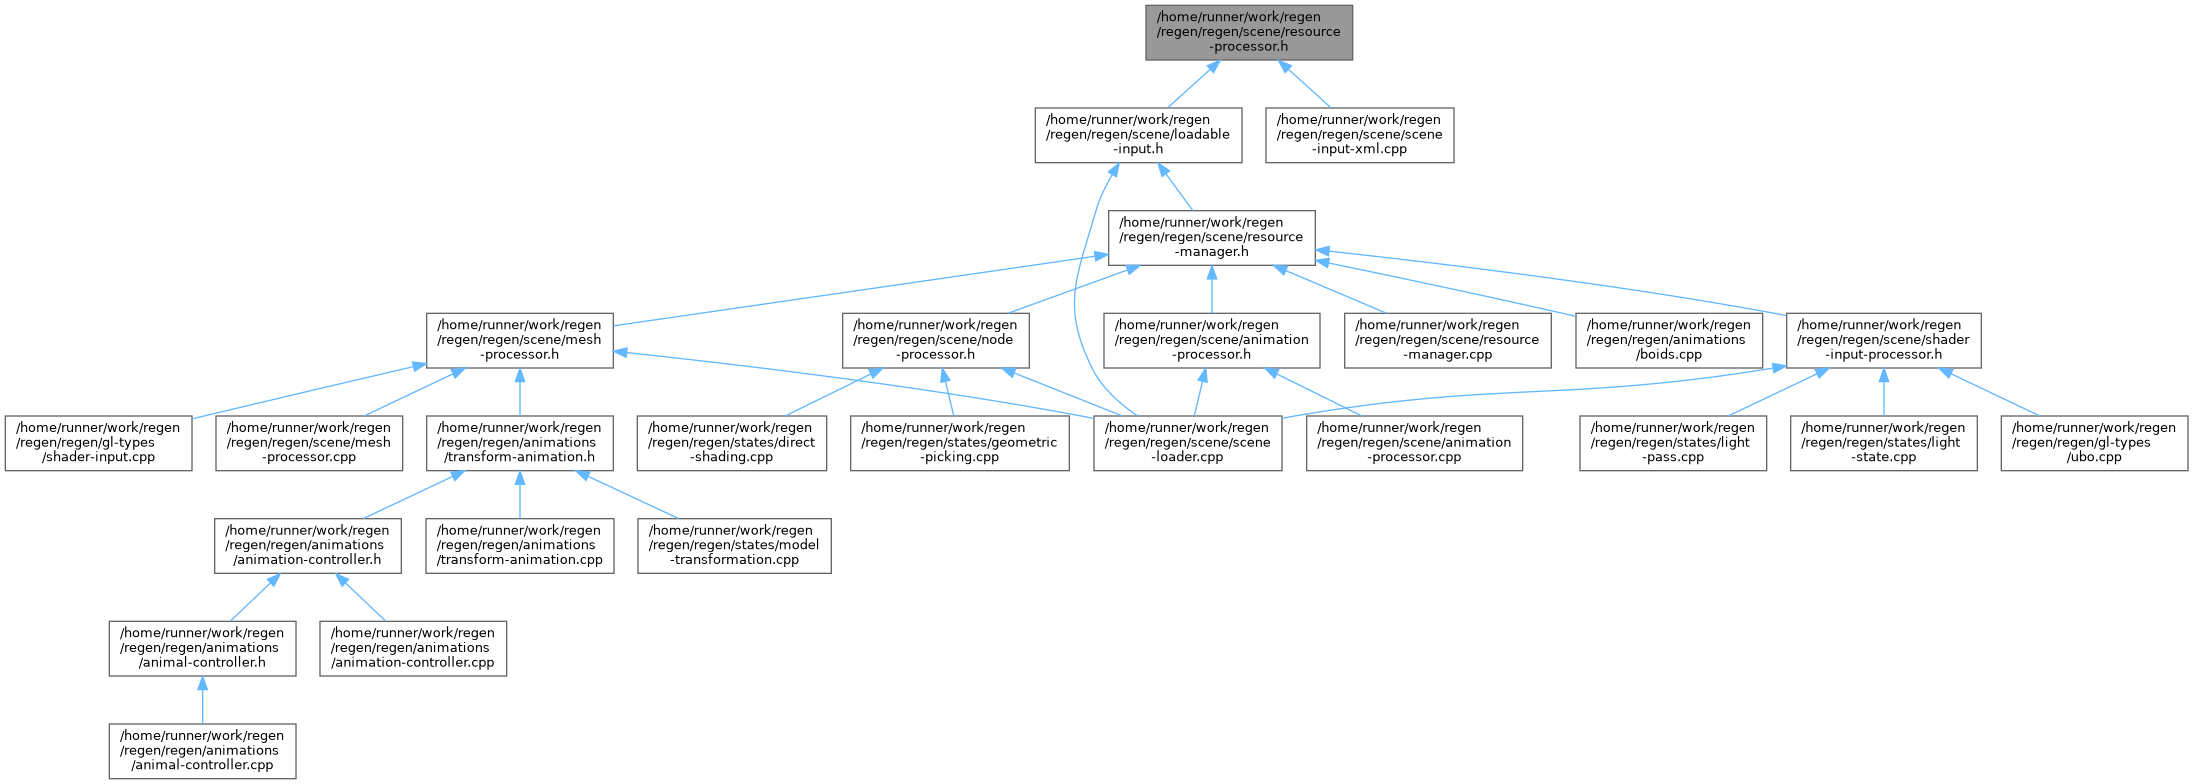 /home/runner/work/regen
/regen/regen/scene/resource
-processor.h
/home/runner/work/regen
/regen/regen/scene/loadable
-input.h
/home/runner/work/regen
/regen/regen/scene/scene
-input-xml.cpp
/home/runner/work/regen
/regen/regen/scene/resource
-manager.h
/home/runner/work/regen
/regen/regen/scene/mesh
-processor.h
/home/runner/work/regen
/regen/regen/scene/node
-processor.h
/home/runner/work/regen
/regen/regen/scene/animation
-processor.h
/home/runner/work/regen
/regen/regen/scene/resource
-manager.cpp
/home/runner/work/regen
/regen/regen/animations
/boids.cpp
/home/runner/work/regen
/regen/regen/scene/shader
-input-processor.h
/home/runner/work/regen
/regen/regen/gl-types
/shader-input.cpp
/home/runner/work/regen
/regen/regen/scene/mesh
-processor.cpp
/home/runner/work/regen
/regen/regen/animations
/transform-animation.h
/home/runner/work/regen
/regen/regen/states/direct
-shading.cpp
/home/runner/work/regen
/regen/regen/states/geometric
-picking.cpp
/home/runner/work/regen
/regen/regen/scene/scene
-loader.cpp
/home/runner/work/regen
/regen/regen/scene/animation
-processor.cpp
/home/runner/work/regen
/regen/regen/states/light
-pass.cpp
/home/runner/work/regen
/regen/regen/states/light
-state.cpp
/home/runner/work/regen
/regen/regen/gl-types
/ubo.cpp
/home/runner/work/regen
/regen/regen/animations
/animation-controller.h
/home/runner/work/regen
/regen/regen/animations
/transform-animation.cpp
/home/runner/work/regen
/regen/regen/states/model
-transformation.cpp
/home/runner/work/regen
/regen/regen/animations
/animal-controller.h
/home/runner/work/regen
/regen/regen/animations
/animation-controller.cpp
/home/runner/work/regen
/regen/regen/animations
/animal-controller.cpp